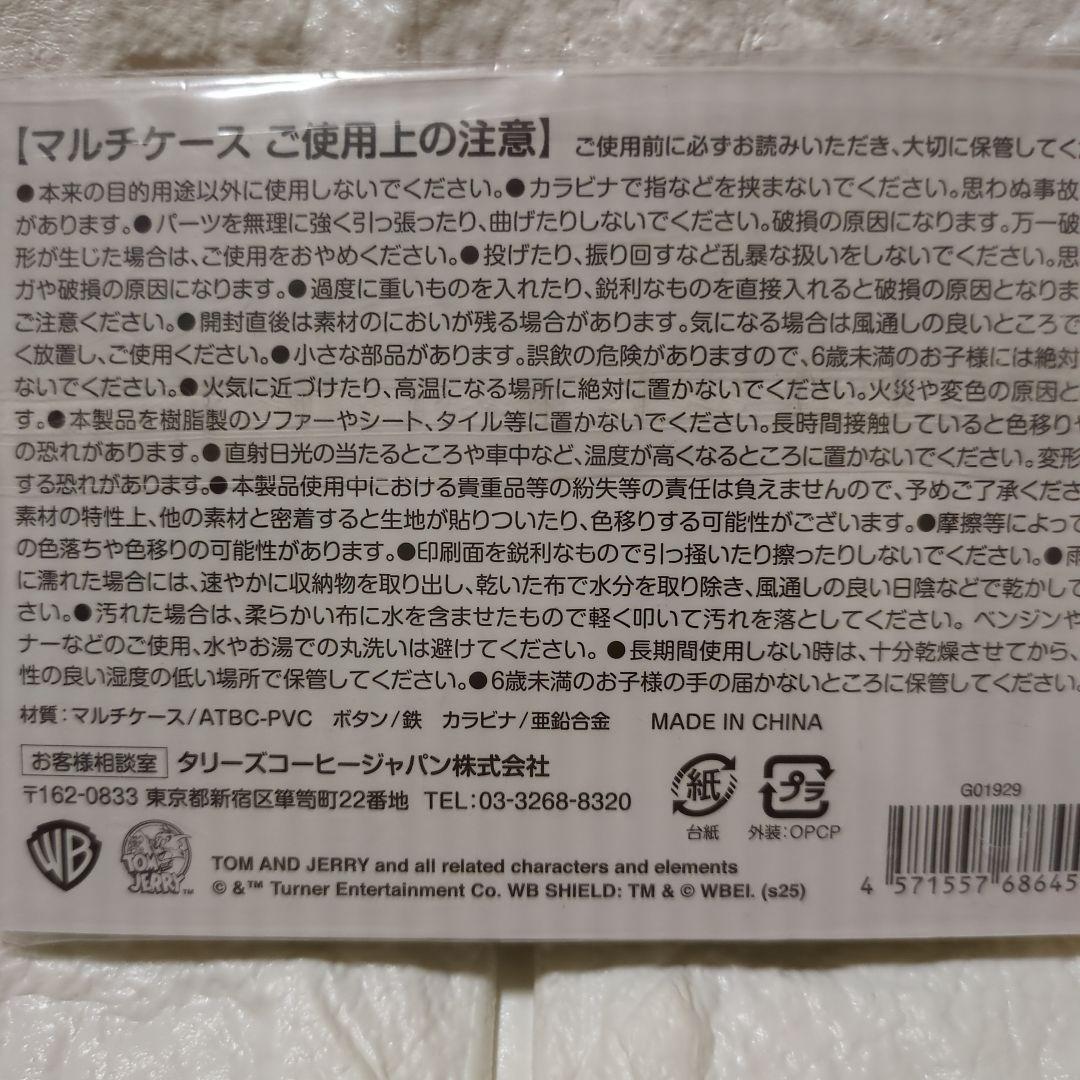 【マルチケース ご使用上の注意】 ご使用前に必ずお読みいただき、大切に保管してく
●本来の目的用途以外に使用しないでください。●カラビナで指などを挟まないでください。思わぬ事故
があります。●パーツを無理に強く引っ張ったり、曲げたりしないでください。破損の原因になります。万一破
形が生じた場合は、ご使用をおやめください。●投げたり、振り回すなど乱暴な扱いをしないでください。思
ガや破損の原因になります。●過度に重いものを入れたり、鋭利なものを直接入れると破損の原因となりま
ご注意ください。●開封直後は素材のにおいが残る場合があります。気になる場合は風通しの良いところで
く放置し、ご使用ください。●小さな部品があります。誤飲の危険がありますので、6歳未満のお子様には絶対
ないでください。●火気に近づけたり、高温になる場所に絶対に置かないでください。火災や変色の原因と
す。●本製品を樹脂製のソファーやシート、タイル等に置かないでください。長時間接触していると色移りや
の恐れがあります。●直射日光の当たるところや車中など、温度が高くなるところに置かないでください。変形
する恐れがあります。●本製品使用中における貴重品等の紛失等の責任は負えませんので、予めご了承くださ
素材の特性上、他の素材と密着すると生地が貼りついたり、色移りする可能性がございます。●摩擦等によって
の色落ちや色移りの可能性があります。●印刷面を鋭利なもので引っ掻いたり擦ったりしないでください。●雨
に濡れた場合には、速やかに収納物を取り出し、乾いた布で水分を取り除き、風通しの良い日陰などで乾かして
さい。●汚れた場合は、柔らかい布に水を含ませたもので軽く叩いて汚れを落としてください。ベンジンや
ナーなどのご使用、水やお湯での丸洗いは避けてください。●長期間使用しない時は、十分乾燥させてから、
性の良い湿度の低い場所で保管してください。●6歳未満のお子様の手の届かないところに保管してください。
材質：マルチケース/ATBC-PVC ボタン/鉄 カラビナ/亜鉛合金 MADE IN CHINA
お客様相談室 タリーズコーヒージャパン株式会社
〒162-0833 東京都新宿区箪笥町22番地 TEL:03-3268-8320
紙 プラ
台紙 外装:OPCP
G01929
WB TOM AND JERRY™
TOM AND JERRY and all related characters and elements
© &™ Turner Entertainment Co. WB SHIELD: TM & © WBEI. (s25)
4 571557 68645